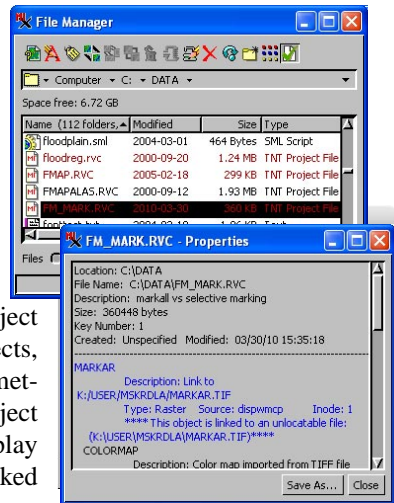 File Manager
Computer C: DATA
Space free: 6.72 GB
Name (112 folders, Modified Size Type
floodplain.sml 2004-03-01 464 Bytes SML Script
floodreg.rvc 2000-09-20 1.24 MB TNT Project File
FMAP.RVC 2005-02-18 299 KB TNT Project File
FMAPALAS.RVC 2000-09-12 1.93 MB TNT Project File
FM_MARK.RVC 2010-03-30 360 KB TNT Project File
Files
FM_MARK.RVC - Properties
Location: C:\DATA
File Name: C:\DATA\FM_MARK.RVC
Description: markall vs selective marking
Size: 360448 bytes
Key Number: 1
Created: Unspecified Modified: 03/30/10 15:35:18
MARKAR
Description: Link to
K:/USER/MSKRDLA/MARKAR.TIF
Type: Raster Source: dispwmcp Inode: 1
**** This object is linked to an unlocatable file:
(K:\USER\MSKRDLA\MARKAR.TIF)****
COLORMAP
Description: Color map imported from TIFF file
Save As... Close
ject
cts,
met-
ject
play
ked